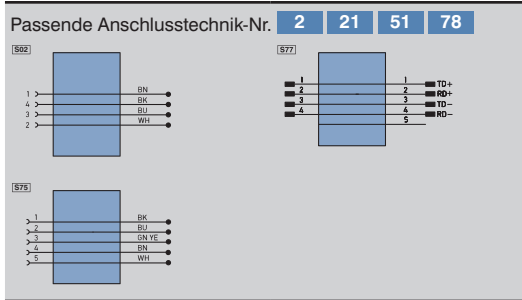 Passende Anschlusstechnik-Nr. 2 21 51 78
S02
1 BN
4 BK
3 BU
2 WH
S77
1 1 TD+
2 2 RD+
3 3 TD−
4 4 RD−
S
S75
1 BK
2 BU
3 GN YE
4 BN
5 WH